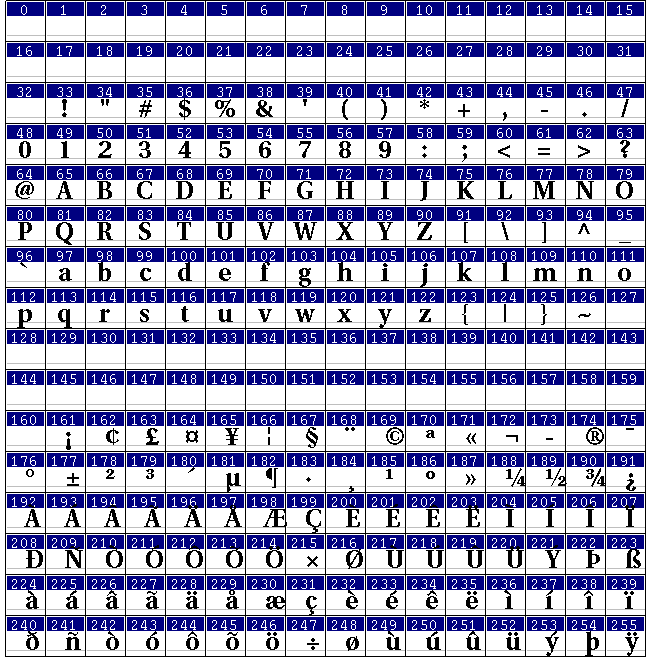 0 1 2 3 4 5 6 7 8 9 10 11 12 13 14 15
16 17 18 19 20 21 22 23 24 25 26 27 28 29 30 31
32 33 34 35 36 37 38 39 40 41 42 43 44 45 46 47
! " # $ % & ' ( ) * + , - . /
48 49 50 51 52 53 54 55 56 57 58 59 60 61 62 63
0 1 2 3 4 5 6 7 8 9 : ; < = > ?
64 65 66 67 68 69 70 71 72 73 74 75 76 77 78 79
@ A B C D E F G H I J K L M N O
80 81 82 83 84 85 86 87 88 89 90 91 92 93 94 95
P Q R S T U V W X Y Z [ \ ] ^ _
96 97 98 99 100 101 102 103 104 105 106 107 108 109 110 111
` a b c d e f g h i j k l m n o
112 113 114 115 116 117 118 119 120 121 122 123 124 125 126 127
p q r s t u v w x y z { | } ~
128 129 130 131 132 133 134 135 136 137 138 139 140 141 142 143
144 145 146 147 148 149 150 151 152 153 154 155 156 157 158 159
160 161 162 163 164 165 166 167 168 169 170 171 172 173 174 175
¡ ¢ £ ¤ ¥ ¦ § ¨ © ª « ¬ - ® ¯
176 177 178 179 180 181 182 183 184 185 186 187 188 189 190 191
° ± ² ³ ´ µ ¶ · ¸ ¹ º » ¼ ½ ¾ ¿
192 193 194 195 196 197 198 199 200 201 202 203 204 205 206 207
À Á Â Ã Ä Å Æ Ç È É Ê Ë Ì Í Î Ï
208 209 210 211 212 213 214 215 216 217 218 219 220 221 222 223
Ð Ñ Ò Ó Ô Õ Ö × Ø Ù Ú Û Ü Ý Þ ß
224 225 226 227 228 229 230 231 232 233 234 235 236 237 238 239
à á â ã ä å æ ç è é ê ë ì í î ï
240 241 242 243 244 245 246 247 248 249 250 251 252 253 254 255
ð ñ ò ó ô õ ö ÷ ø ù ú û ü ý þ ÿ